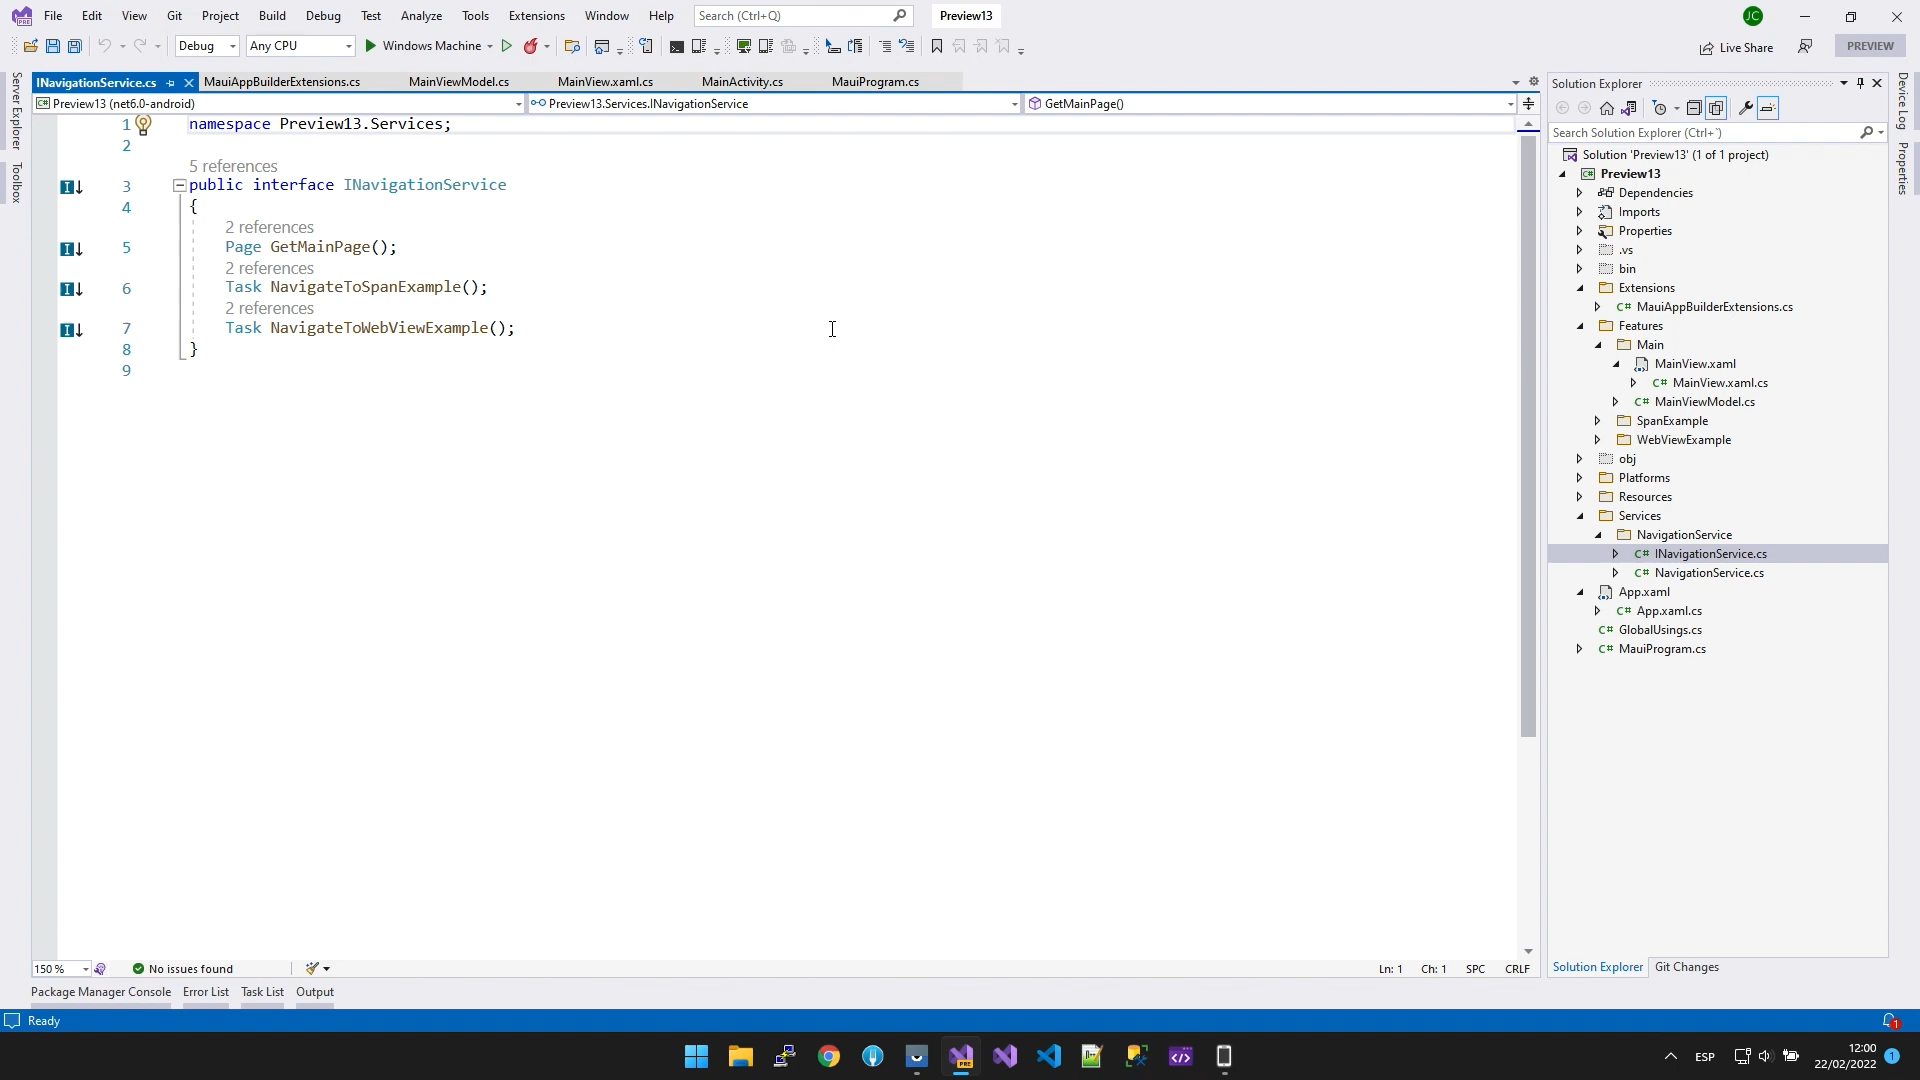 File Edit View Git Project Build Debug Test Analyze Tools Extensions Window Help Search (Ctrl+Q) Preview13 JC
Debug Any CPU Windows Machine Live Share PREVIEW
INavigationService.cs MauiAppBuilderExtensions.cs MainViewModel.cs MainView.xaml.cs MainActivity.cs MauiProgram.cs
Preview13 (net6.0-android) Preview13.Services.INavigationService GetMainPage()
Server Explorer
Toolbox
1 namespace Preview13.Services;
2
5 references
3 public interface INavigationService
4 {
2 references
5 Page GetMainPage();
2 references
6 Task NavigateToSpanExample();
2 references
7 Task NavigateToWebViewExample();
8 }
9
150 % No issues found Ln: 1 Ch: 1 SPC CRLF
Package Manager Console Error List Task List Output
Solution Explorer
Search Solution Explorer (Ctrl+`)
Solution 'Preview13' (1 of 1 project)
C# Preview13
Dependencies
Imports
Properties
.vs
bin
Extensions
C# MauiAppBuilderExtensions.cs
Features
Main
MainView.xaml
C# MainView.xaml.cs
C# MainViewModel.cs
SpanExample
WebViewExample
obj
Platforms
Resources
Services
NavigationService
C# INavigationService.cs
C# NavigationService.cs
App.xaml
C# App.xaml.cs
C# GlobalUsings.cs
C# MauiProgram.cs
Solution Explorer Git Changes
Device Log
Properties
Ready 1
PRE
ESP 12:00
22/02/2022 1